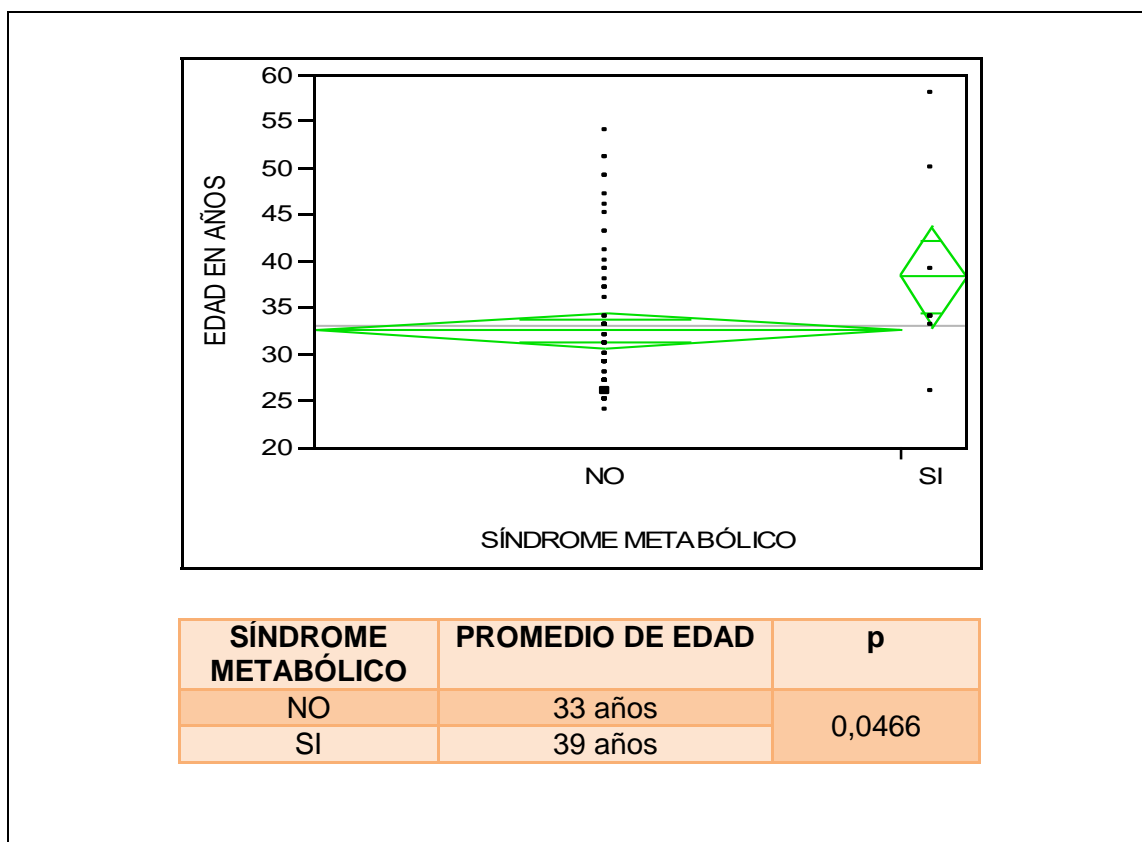 60
55
50
45
40
35
30
25
20
EDAD EN AÑOS
NO SI
SÍNDROME METABÓLICO
SÍNDROME METABÓLICO PROMEDIO DE EDAD p
NO 33 años 0,0466
SI 39 años